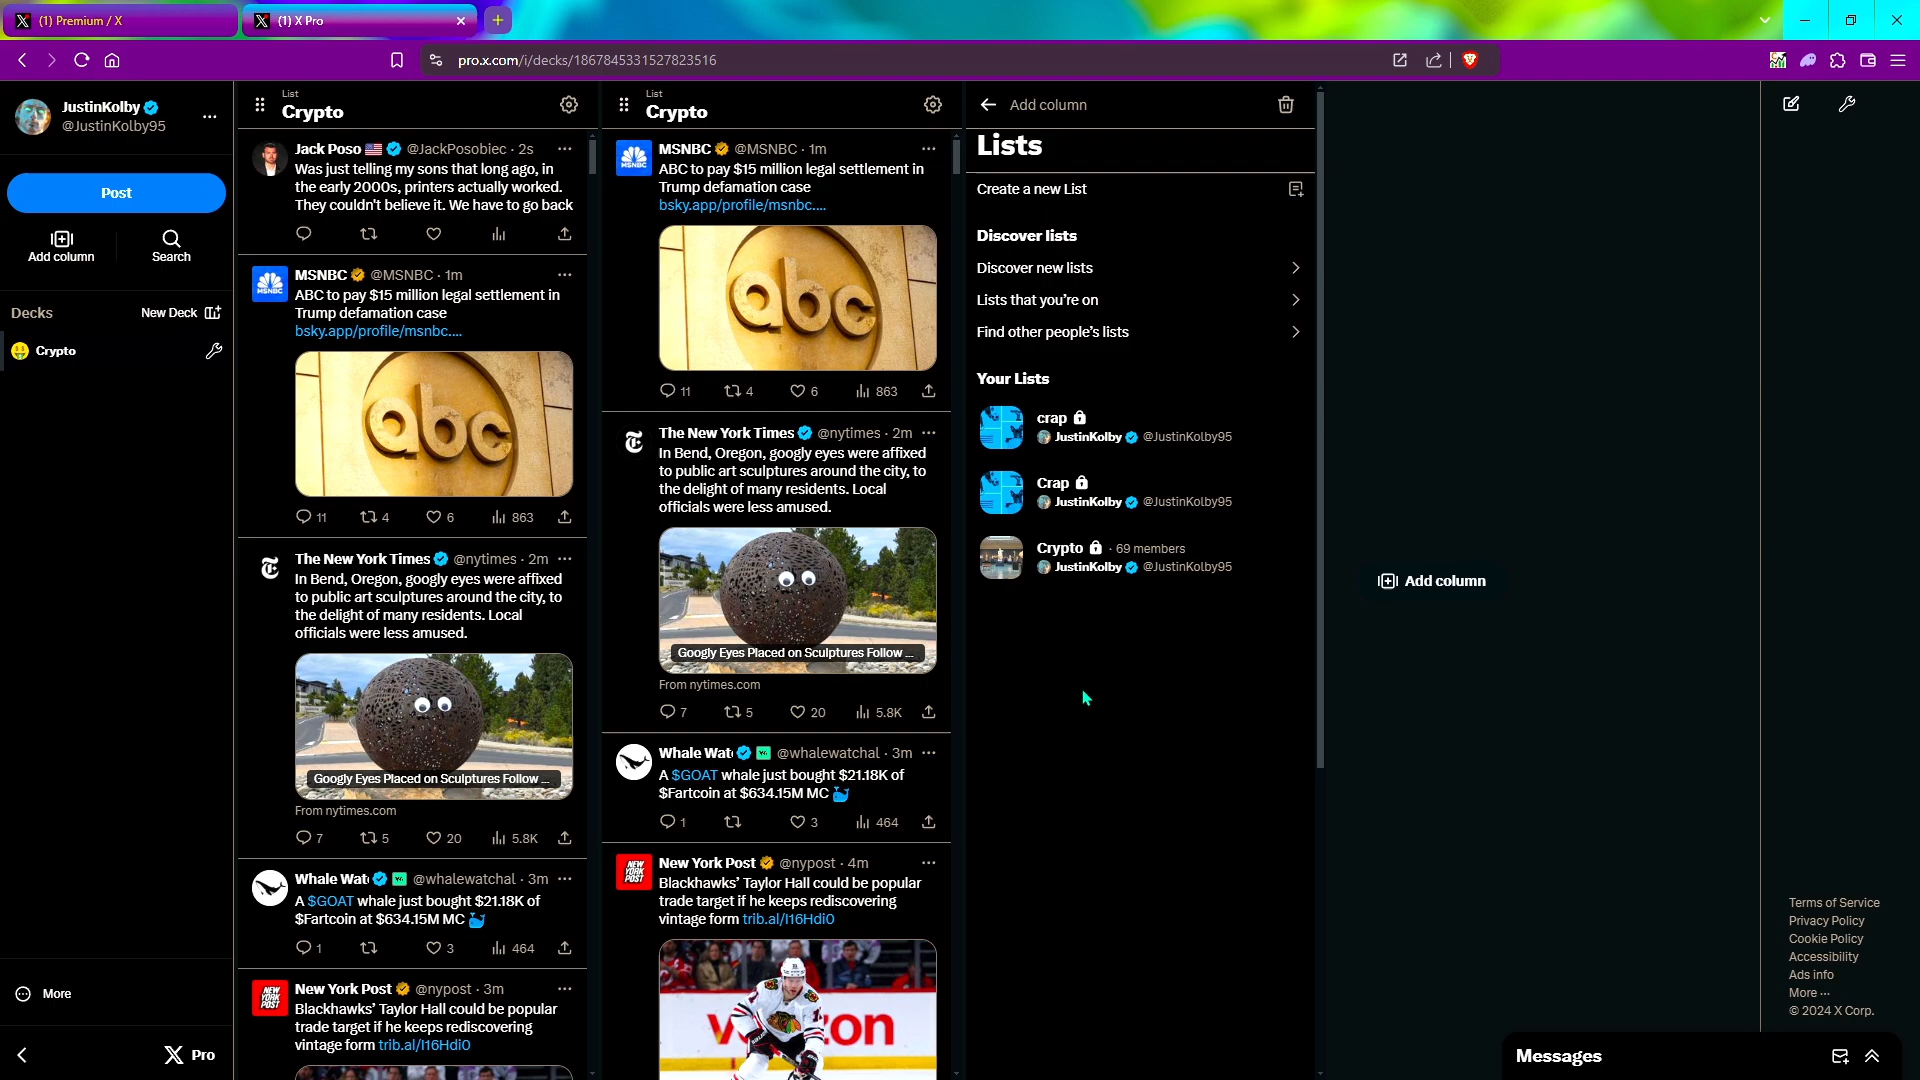 (1) Premium / X
(1) X Pro
pro.x.com/i/decks/1867845331527823516
JustinKolby
@JustinKolby95
Post
Add column
Search
Decks
New Deck
Crypto
More
Pro
List
Crypto
Jack Poso @JackPosobiec · 2s
Was just telling my sons that long ago, in
the early 2000s, printers actually worked.
They couldn't believe it. We have to go back
MSNBC @MSNBC · 1m
ABC to pay $15 million legal settlement in
Trump defamation case
bsky.app/profile/msnbc....
abc
11 4 6 863
The New York Times @nytimes · 2m
In Bend, Oregon, googly eyes were affixed
to public art sculptures around the city, to
the delight of many residents. Local
officials were less amused.
Googly Eyes Placed on Sculptures Follow ...
From nytimes.com
7 5 20 5.8K
Whale Wat @whalewatchal · 3m
A $GOAT whale just bought $21.18K of
$Fartcoin at $634.15M MC
1 3 464
NEW YORK POST
New York Post @nypost · 3m
Blackhawks' Taylor Hall could be popular
trade target if he keeps rediscovering
vintage form trib.al/I16Hdi0
List
Crypto
MSNBC @MSNBC · 1m
ABC to pay $15 million legal settlement in
Trump defamation case
bsky.app/profile/msnbc....
abc
11 4 6 863
The New York Times @nytimes · 2m
In Bend, Oregon, googly eyes were affixed
to public art sculptures around the city, to
the delight of many residents. Local
officials were less amused.
Googly Eyes Placed on Sculptures Follow ...
From nytimes.com
7 5 20 5.8K
Whale Wat @whalewatchal · 3m
A $GOAT whale just bought $21.18K of
$Fartcoin at $634.15M MC
1 3 464
NEW YORK POST
New York Post @nypost · 4m
Blackhawks' Taylor Hall could be popular
trade target if he keeps rediscovering
vintage form trib.al/I16Hdi0
Add column
Lists
Create a new List
Discover lists
Discover new lists
Lists that you're on
Find other people's lists
Your Lists
crap
JustinKolby @JustinKolby95
Crap
JustinKolby @JustinKolby95
Crypto · 69 members
JustinKolby @JustinKolby95
Add column
Terms of Service
Privacy Policy
Cookie Policy
Accessibility
Ads info
More ···
© 2024 X Corp.
Messages